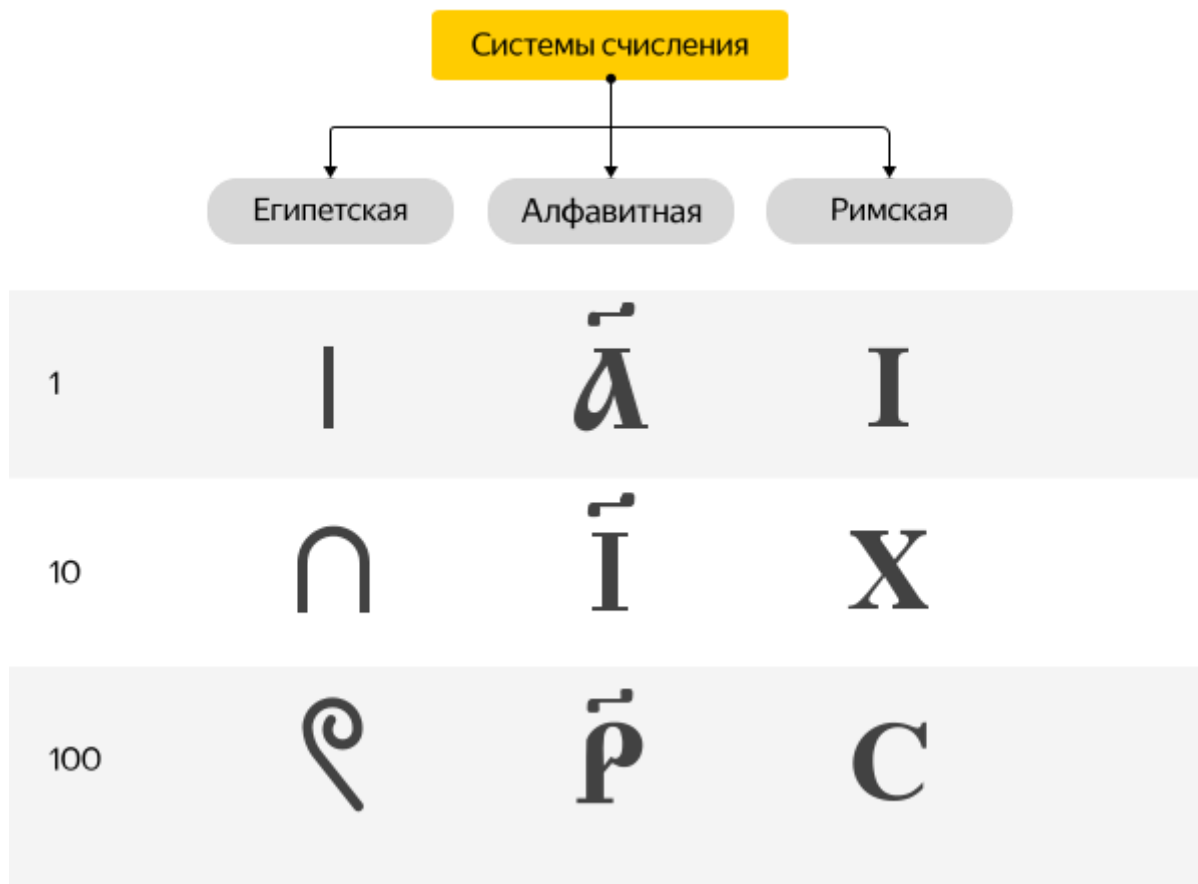 Системы счисления
Египетская Алфавитная Римская
1 | А҃ I
10 ∩ І҃ X
100 𓍢 Р҃ C